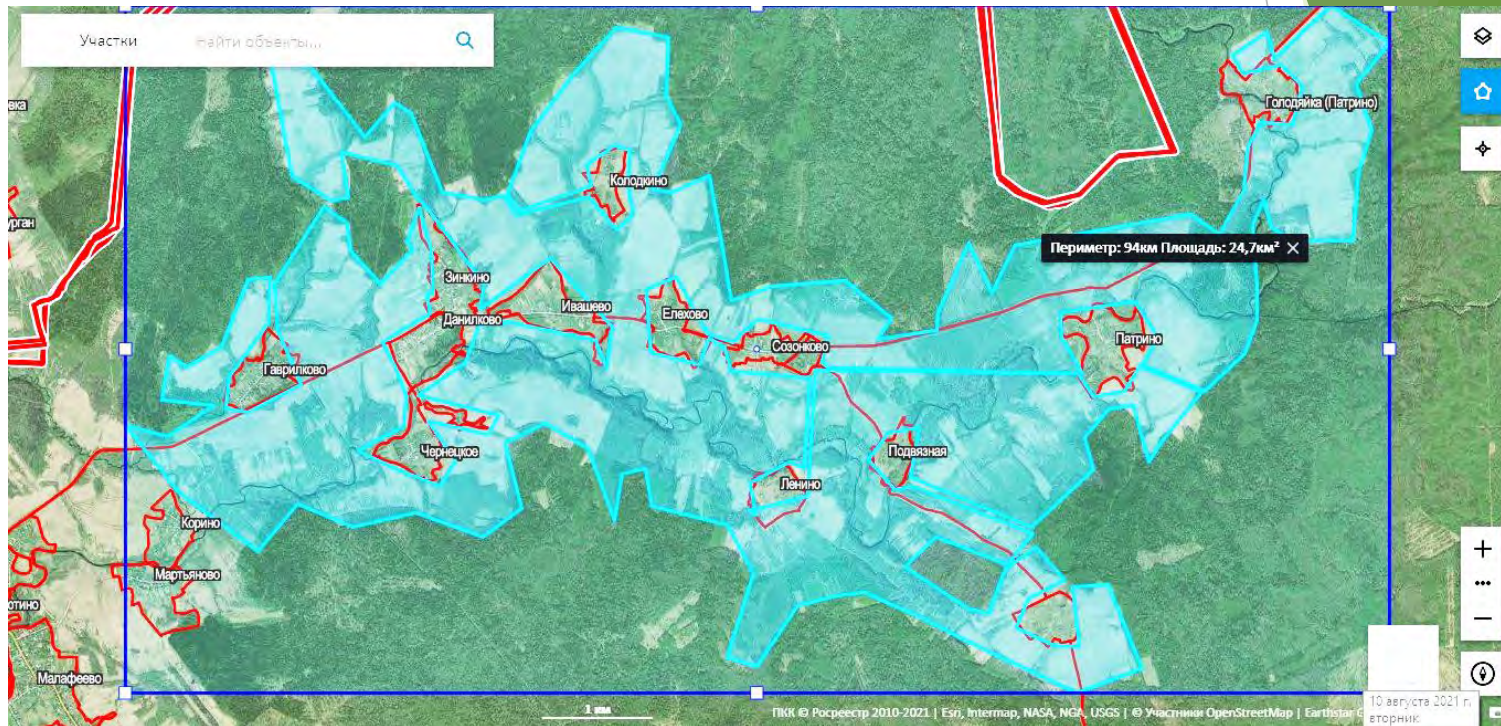 Участки
Найти объекты...
Голодяйка (Патрино)
Колодкино
Периметр: 94км Площадь: 24,7км²
Зинкино
Ивашево
Елехово
Данилково
Созонково
Патрино
Гаврилково
Чернецкое
Подвязная
Ленино
Корино
Мартьяново
Малафеево
1 км
ПКК © Росреестр 2010-2021 | Esri, Intermap, NASA, NGA, USGS | © Участники OpenStreetMap | Earthstar G
10 августа 2021 г.
вторник